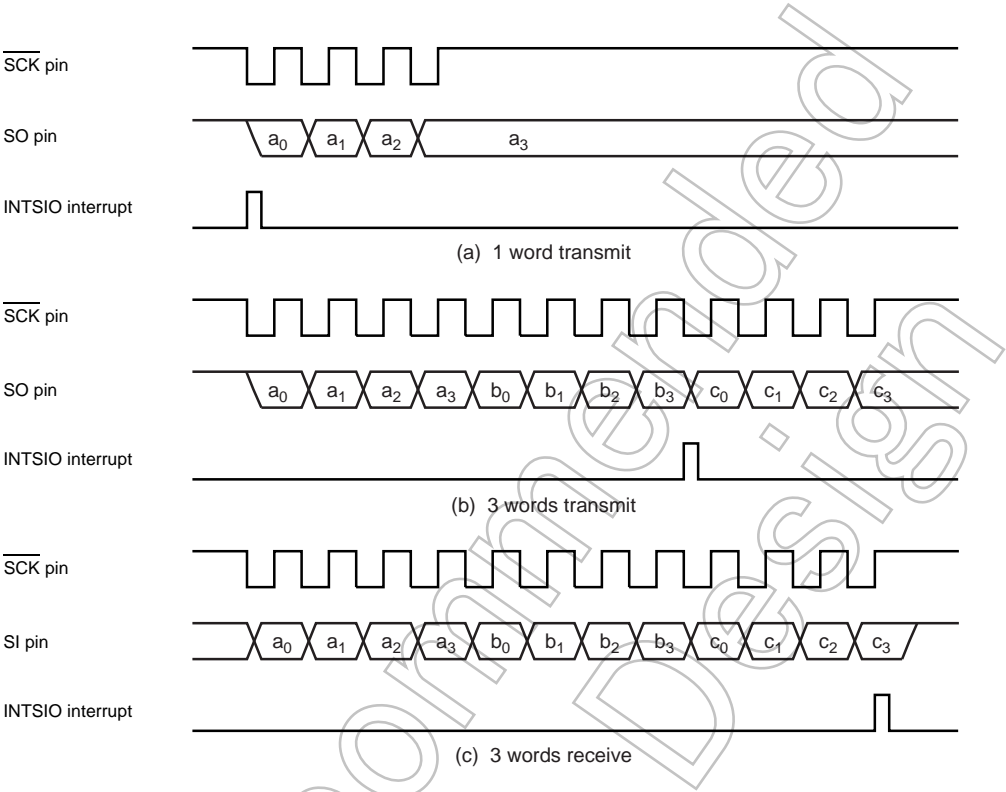 SCK pin
SO pin
a0 a1 a2 a3
INTSIO interrupt
(a) 1 word transmit
SCK pin
SO pin
a0 a1 a2 a3 b0 b1 b2 b3 c0 c1 c2 c3
INTSIO interrupt
(b) 3 words transmit
SCK pin
SI pin
a0 a1 a2 a3 b0 b1 b2 b3 c0 c1 c2 c3
INTSIO interrupt
(c) 3 words receive
ommended
Design